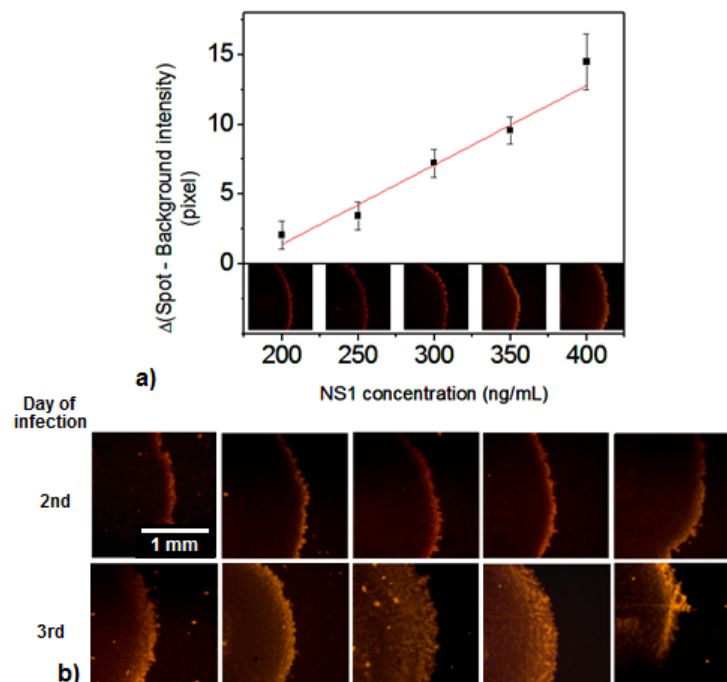 15
10
5
0
Δ(Spot - Background intensity)
(pixel)
200 250 300 350 400
a)
NS1 concentration (ng/mL)
Day of
infection
2nd
1 mm
3rd
b)